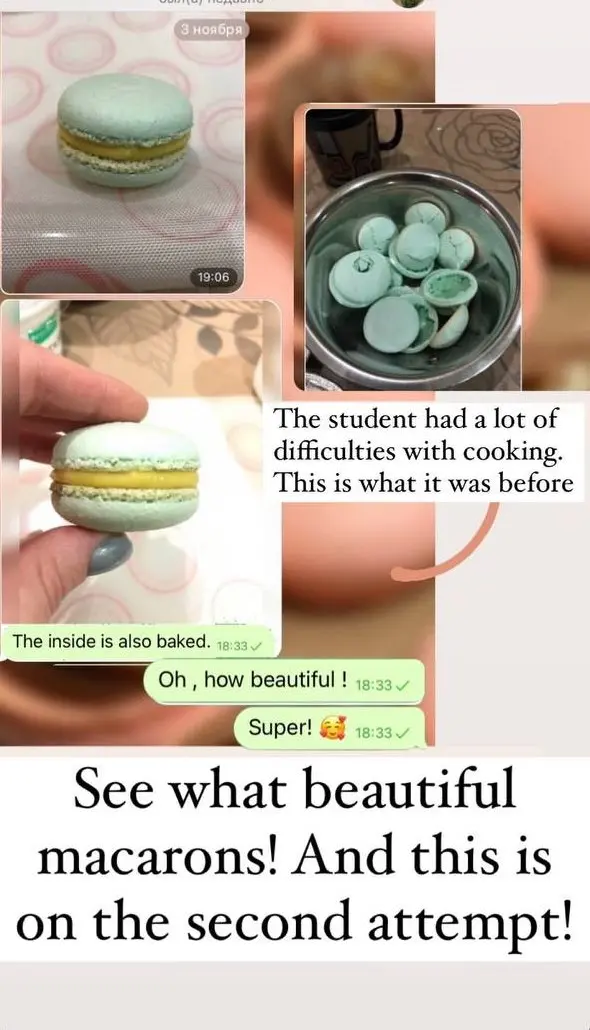 был(а) недавно
3 ноября
19:06
The student had a lot of
difficulties with cooking.
This is what it was before
The inside is also baked. 18:33
Oh , how beautiful ! 18:33
Super! 🥰 18:33
See what beautiful
macarons! And this is
on the second attempt!